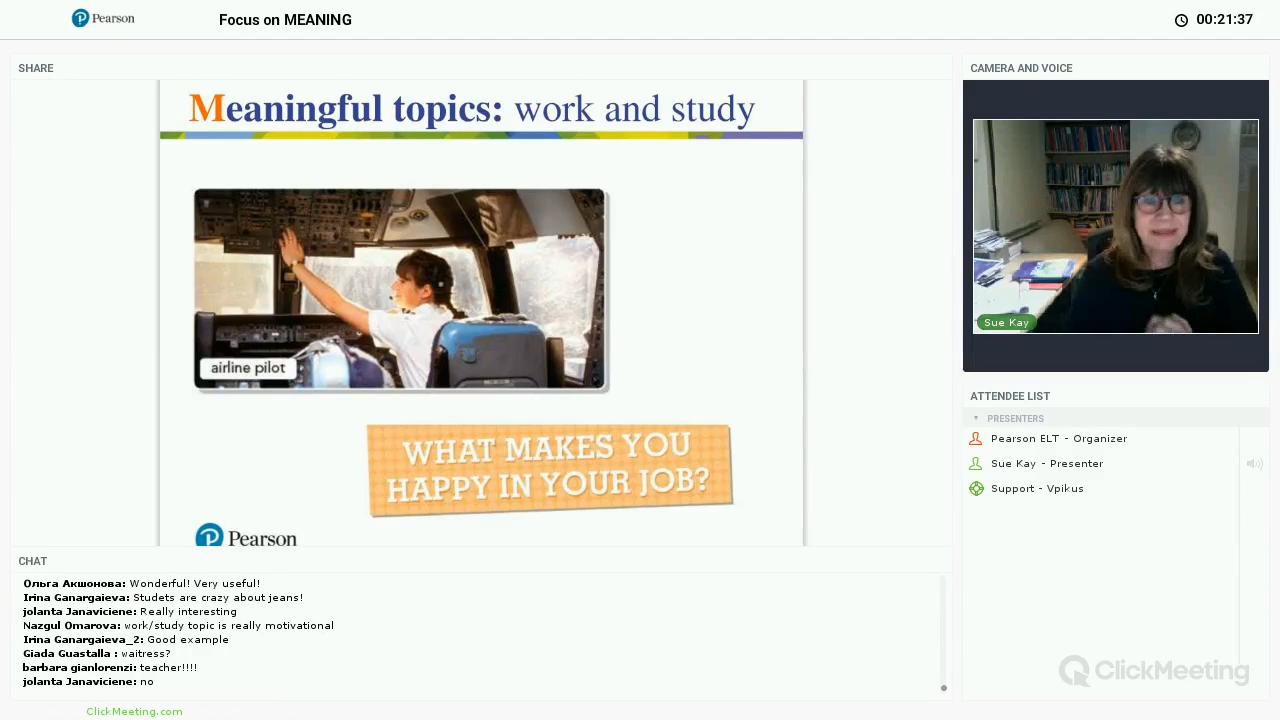 Pearson
Focus on MEANING
00:21:37
SHARE
Meaningful topics: work and study
airline pilot
WHAT MAKES YOU
HAPPY IN YOUR JOB?
Pearson
CAMERA AND VOICE
Sue Kay
ATTENDEE LIST
PRESENTERS
Pearson ELT - Organizer
Sue Kay - Presenter
Support - Vpikus
CHAT
Ольга Акшонова: Wonderful! Very useful!
Irina Ganargaieva: Studets are crazy about jeans!
jolanta Janaviciene: Really interesting
Nazgul Omarova: work/study topic is really motivational
Irina Ganargaieva_2: Good example
Giada Guastalla : waitress?
barbara gianlorenzi: teacher!!!!
jolanta Janaviciene: no
ClickMeeting
ClickMeeting.com